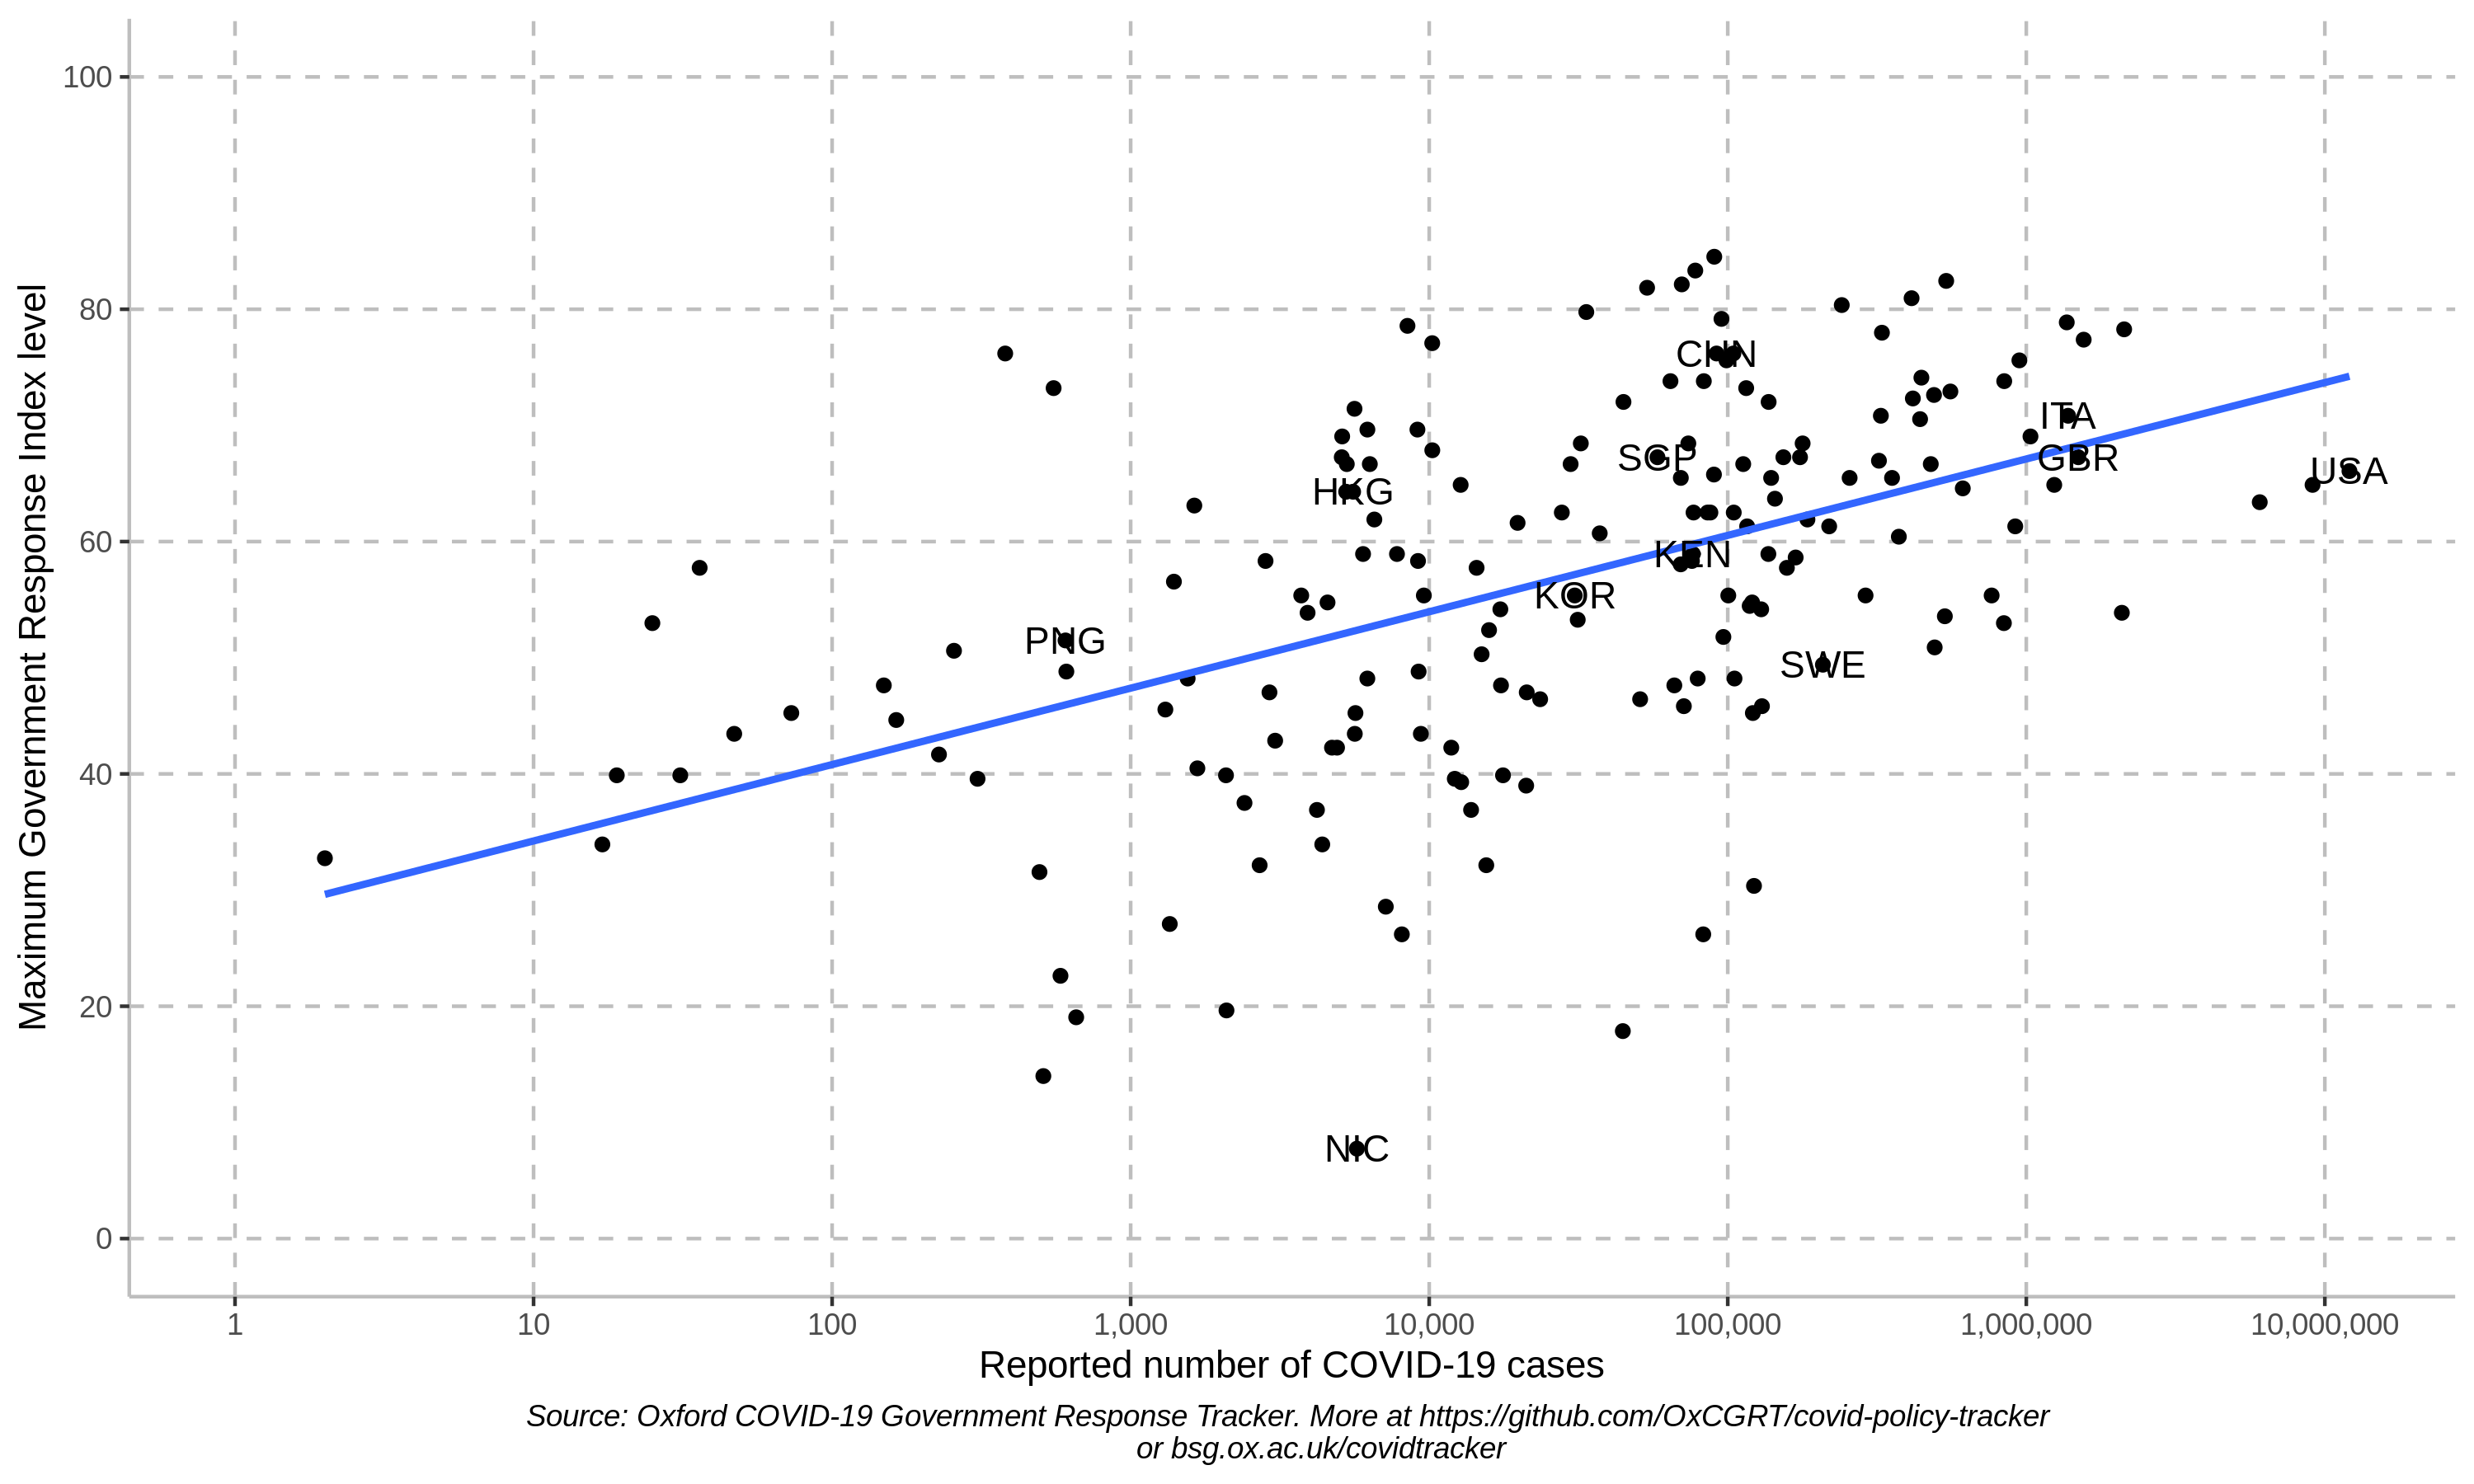 Maximum Government Response Index level
100
80
60
40
20
0
CHN
ITA
SGP
GBR
USA
HKG
KEN
KOR
PNG
SWE
NIC
1
10
100
1,000
10,000
100,000
1,000,000
10,000,000
Reported number of COVID-19 cases
Source: Oxford COVID-19 Government Response Tracker. More at https://github.com/OxCGRT/covid-policy-tracker
or bsg.ox.ac.uk/covidtracker